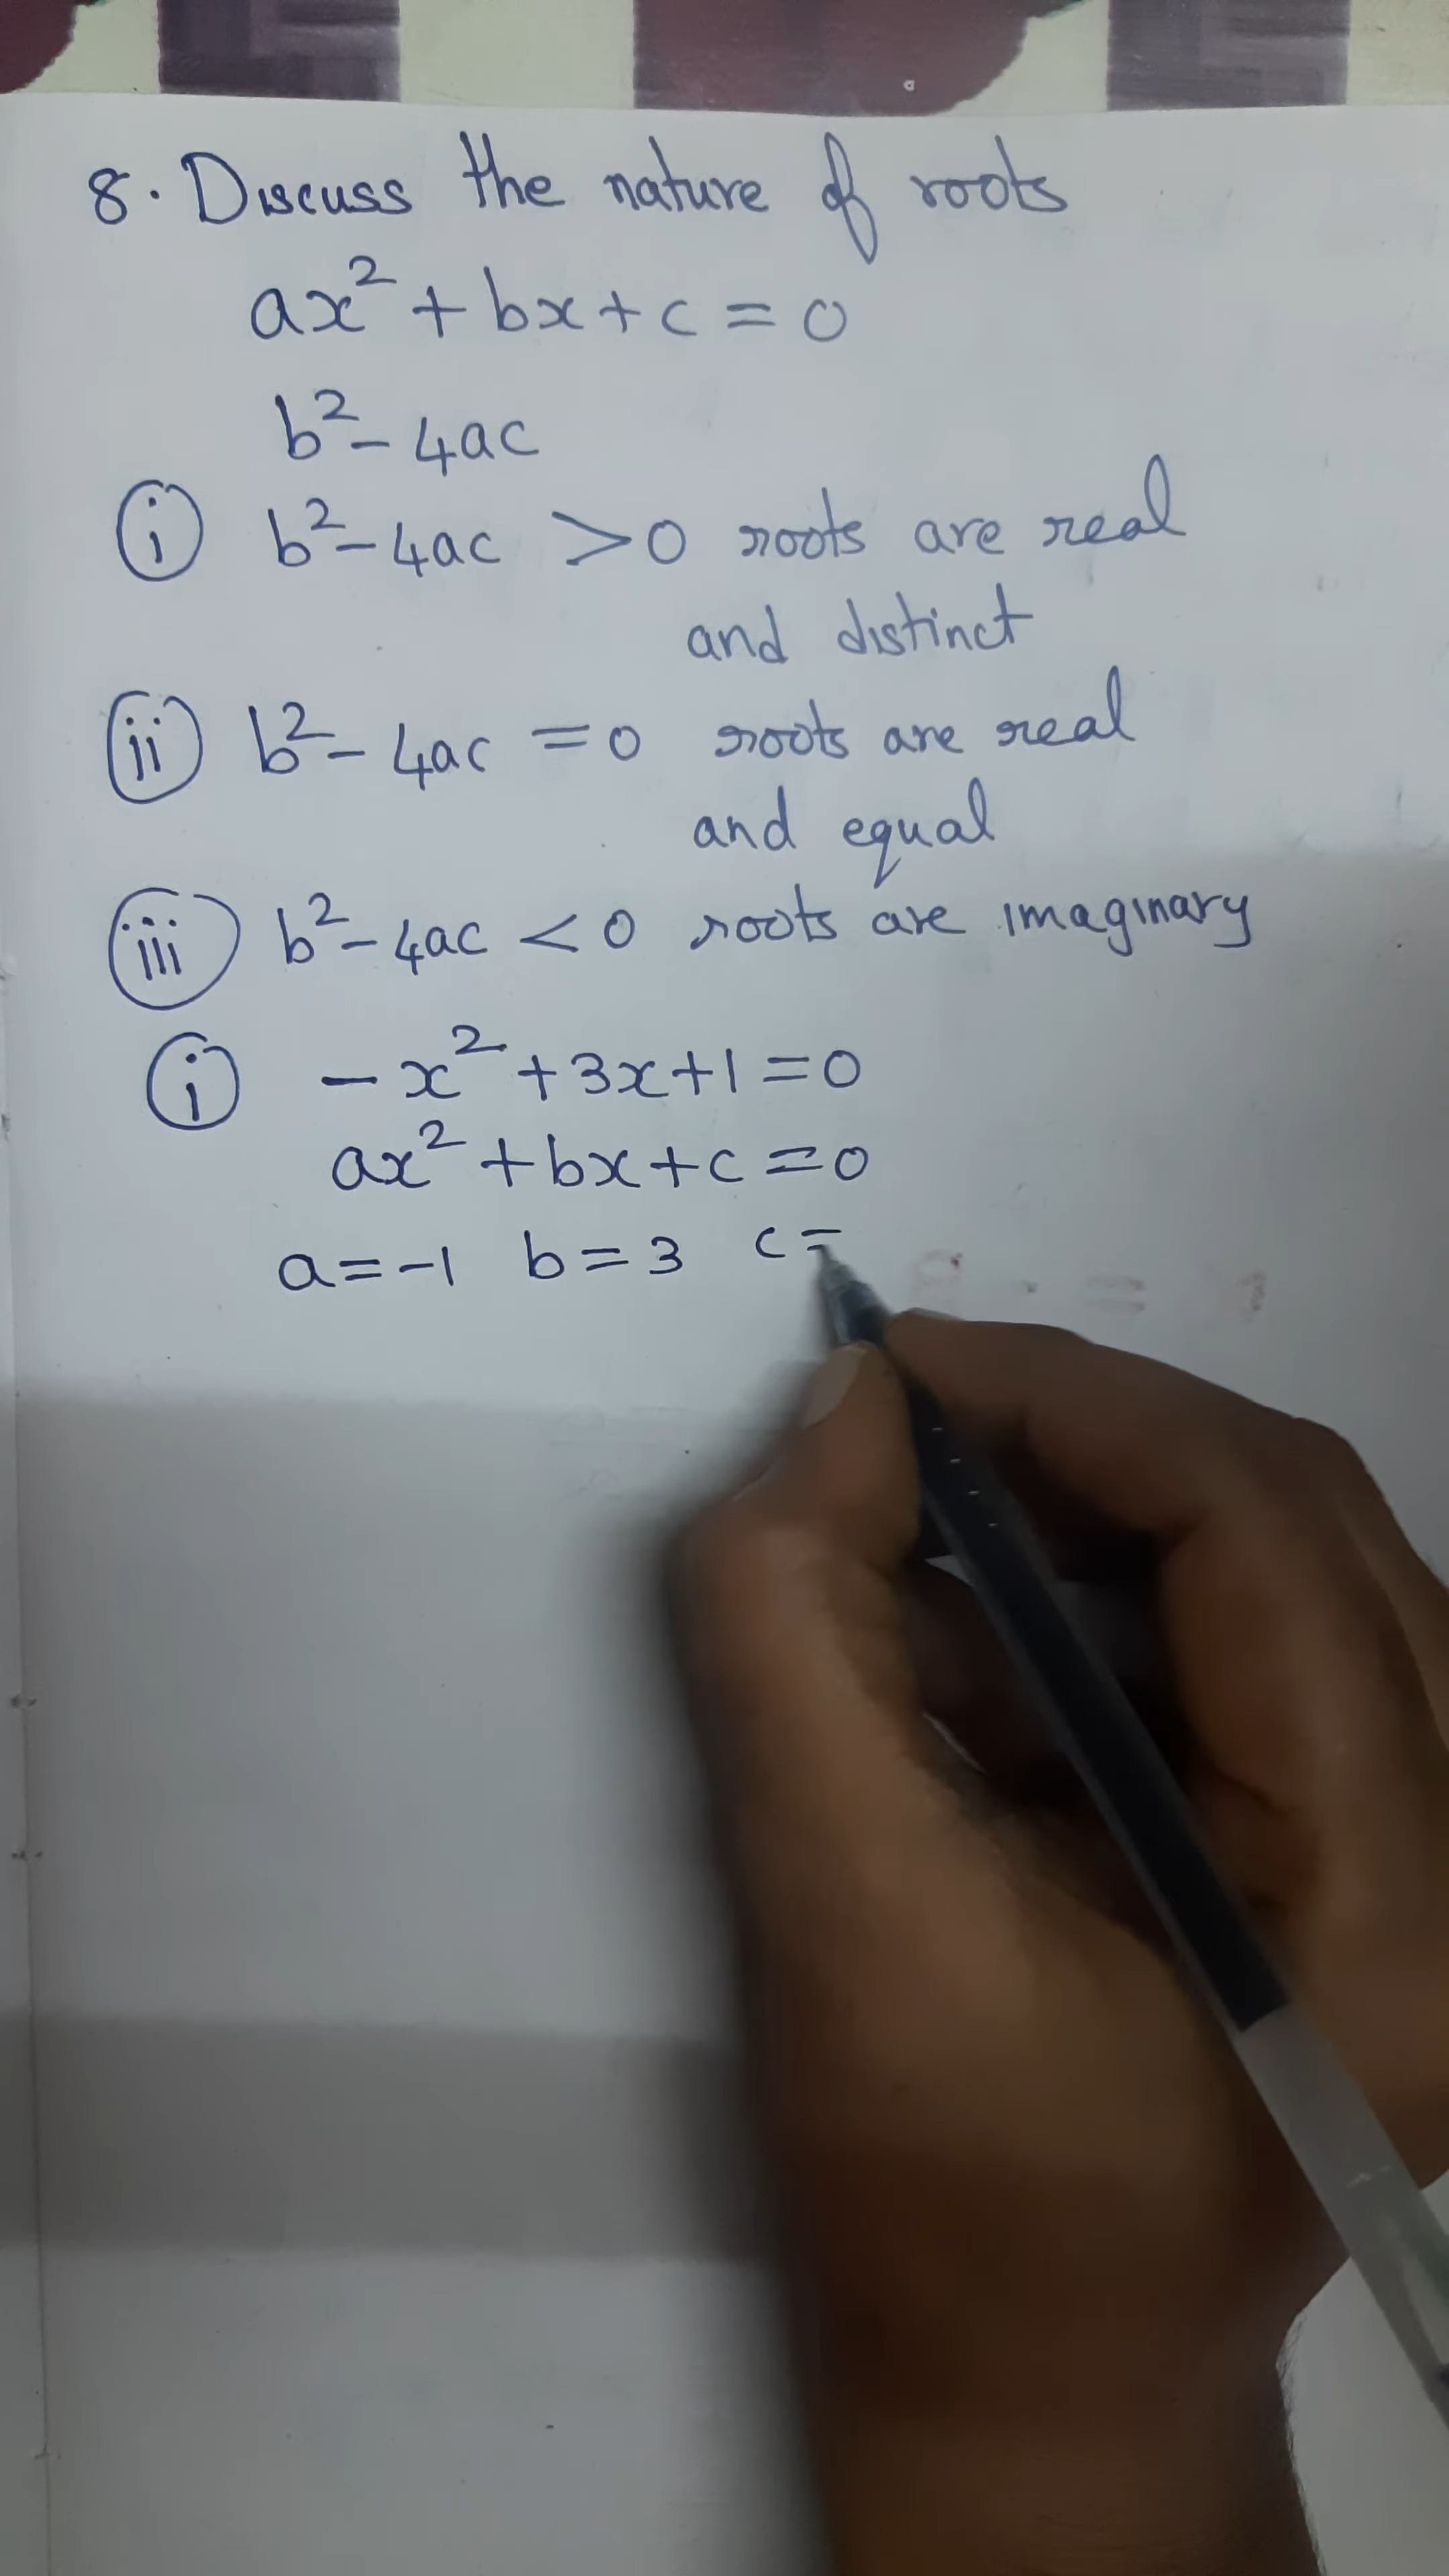 8. Discuss the nature of roots
ax² + bx + c = 0
b² - 4ac
(i) b² - 4ac > 0 roots are real
and distinct
(ii) b² - 4ac = 0 roots are real
and equal
(iii) b² - 4ac < 0 roots are imaginary
(i) - x² + 3x + 1 = 0
ax² + bx + c = 0
a = -1 b = 3 c =